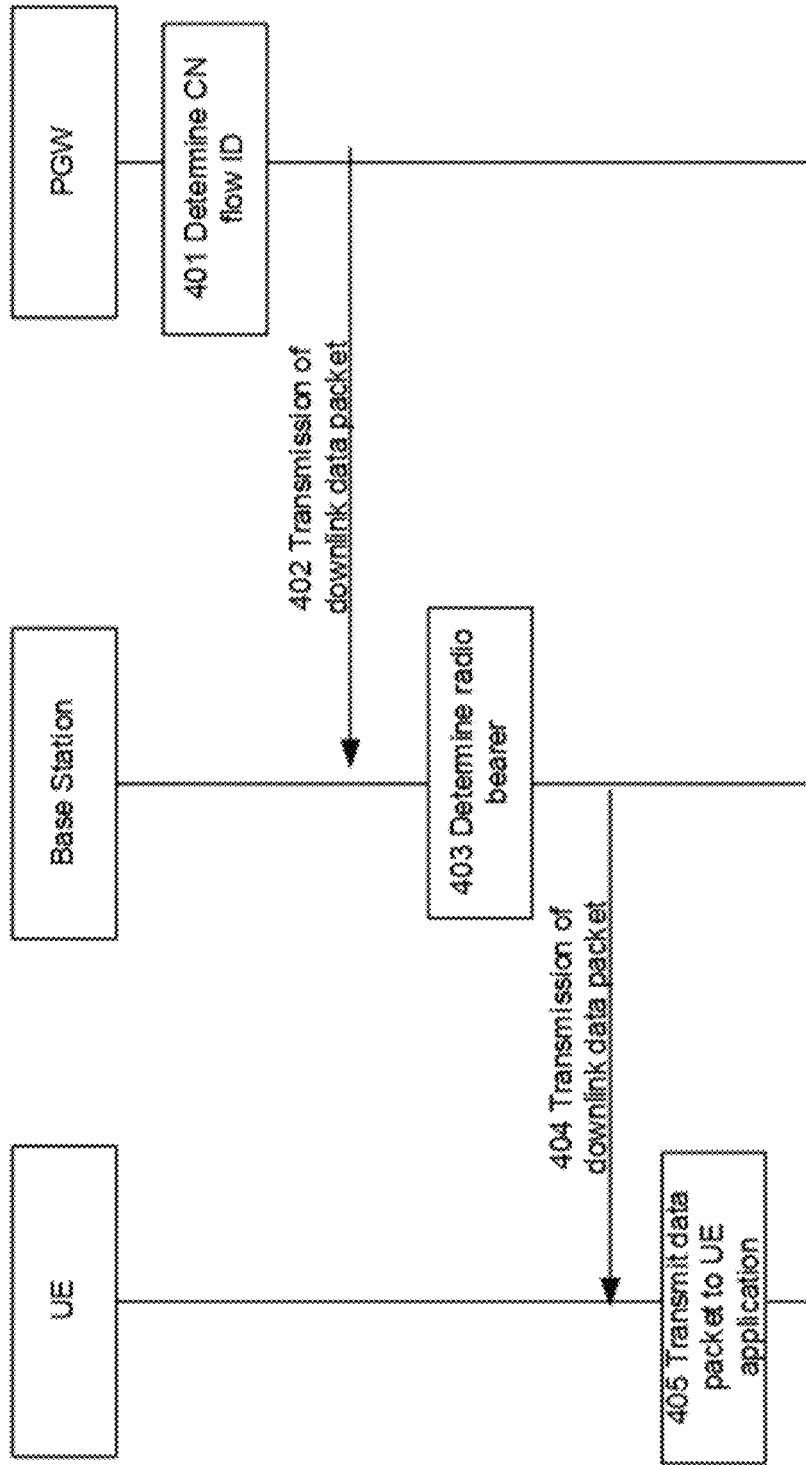 UE
Base Station
PGW
401 Determine CN
flow ID
402 Transmission of
downlink data packet
403 Determine radio
bearer
404 Transmission of
downlink data packet
405 Transmit data
packet to UE
application